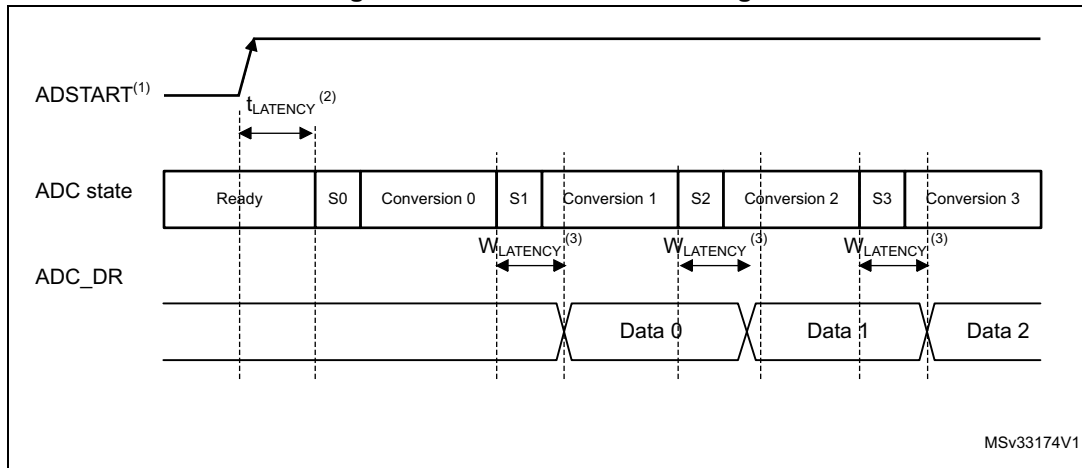 ADSTART(1)
tLATENCY(2)
ADC state
Ready S0 Conversion 0 S1 Conversion 1 S2 Conversion 2 S3 Conversion 3
WLATENCY(3) WLATENCY(3) WLATENCY(3)
ADC_DR
Data 0 Data 1 Data 2
MSv33174V1